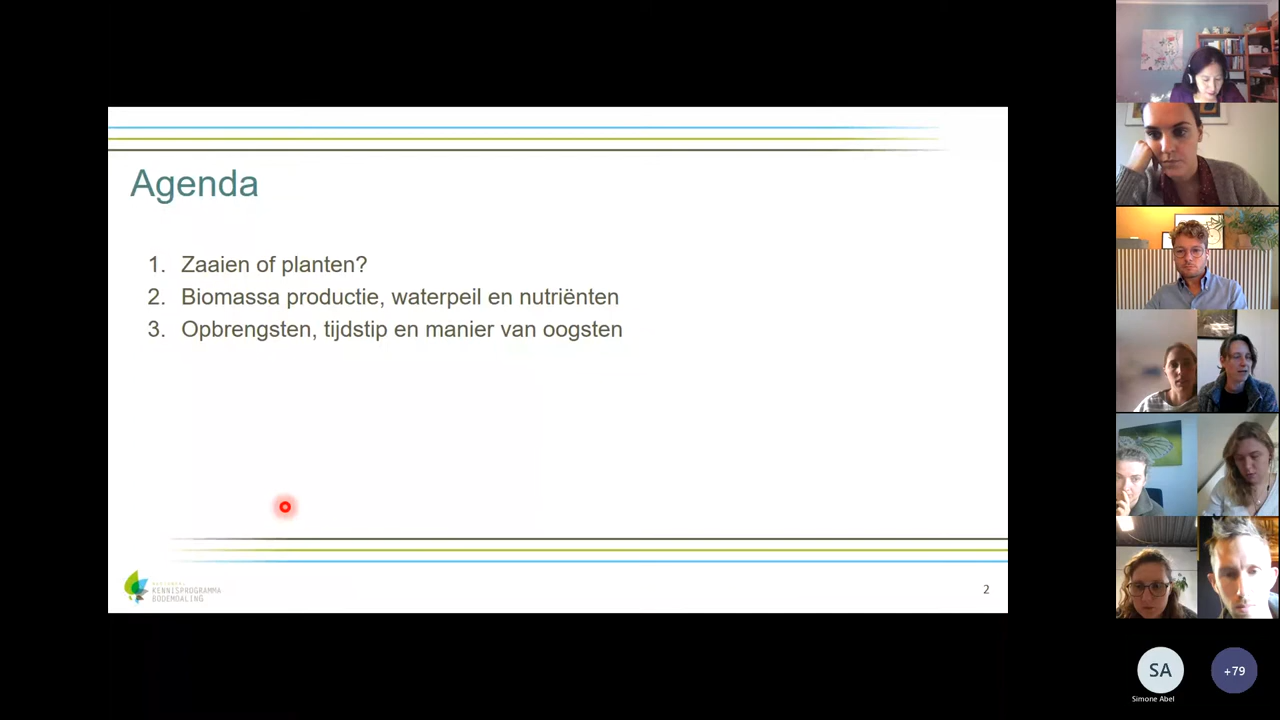 Agenda
1. Zaaien of planten?
2. Biomassa productie, waterpeil en nutriënten
3. Opbrengsten, tijdstip en manier van oogsten
NATIONAAL
KENNISPROGRAMMA
BODEMDALING
2
SA
+79
Simone Abel